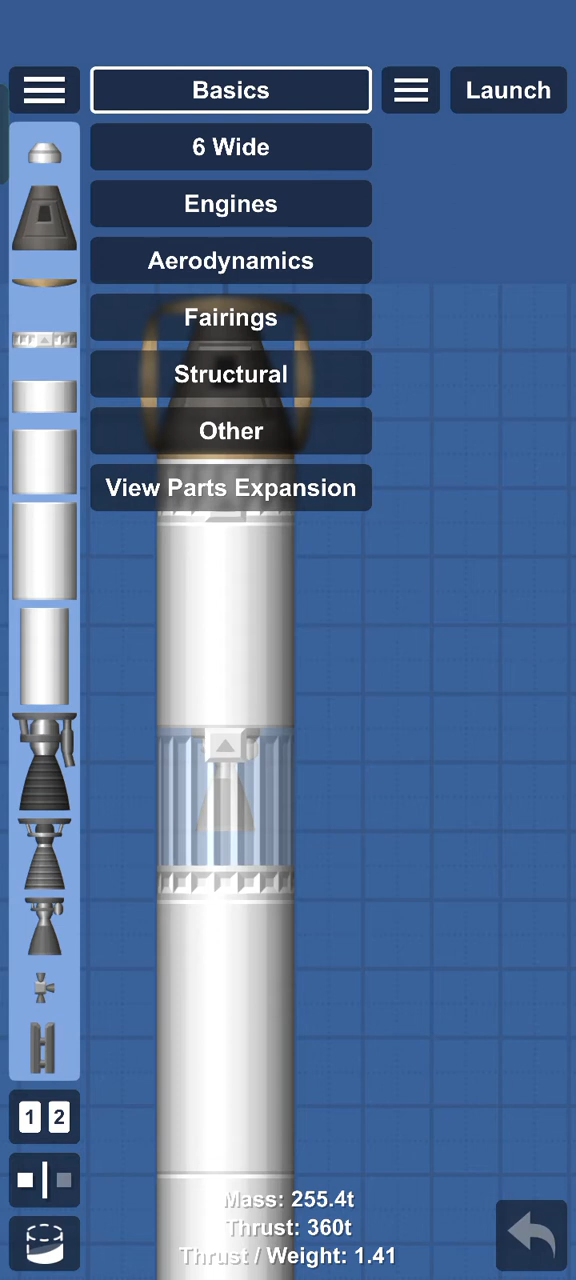 Basics
Launch
6 Wide
Engines
Aerodynamics
Fairings
Structural
Other
View Parts Expansion
1 2
Mass: 255.4t
Thrust: 360t
Thrust / Weight: 1.41